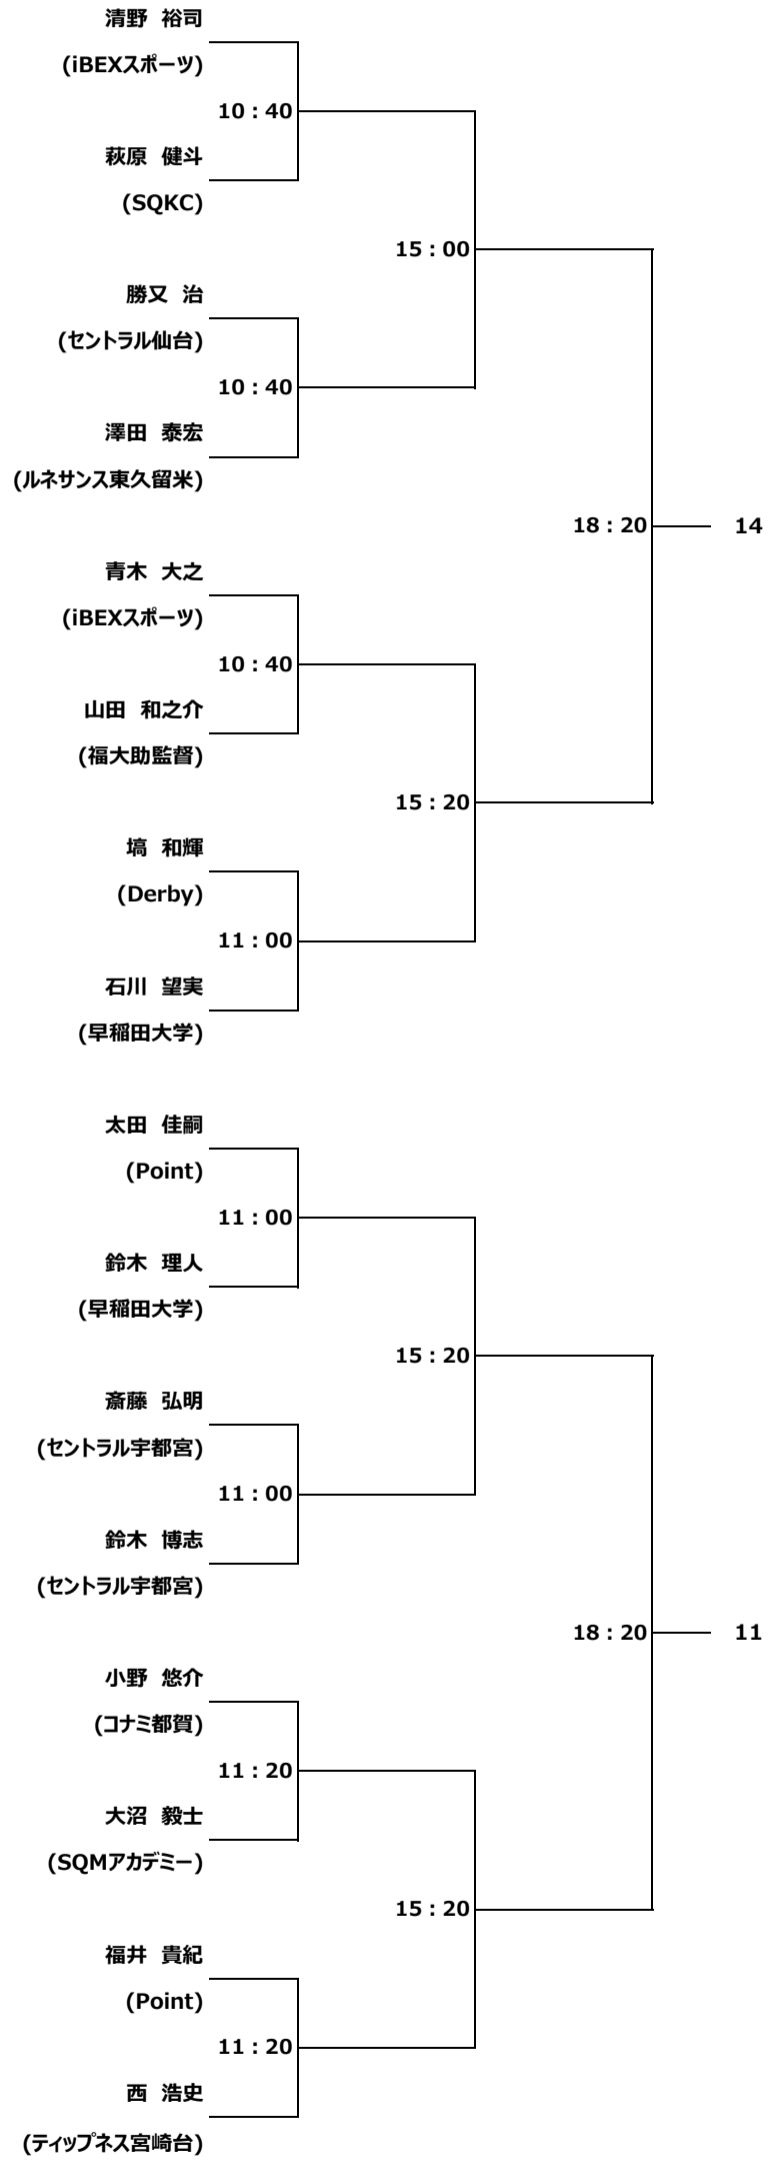 清野 裕司
(iBEXスポーツ)
10：40
萩原 健斗
(SQKC)
15：00
勝又 治
(セントラル仙台)
10：40
澤田 泰宏
(ルネサンス東久留米)
18：20 14
青木 大之
(iBEXスポーツ)
10：40
山田 和之介
(福大助監督)
15：20
塙 和輝
(Derby)
11：00
石川 望実
(早稲田大学)
太田 佳嗣
(Point)
11：00
鈴木 理人
(早稲田大学)
15：20
斎藤 弘明
(セントラル宇都宮)
11：00
鈴木 博志
(セントラル宇都宮)
18：20 11
小野 悠介
(コナミ都賀)
11：20
大沼 毅士
(SQMアカデミー)
15：20
福井 貴紀
(Point)
11：20
西 浩史
(ティップネス宮崎台)